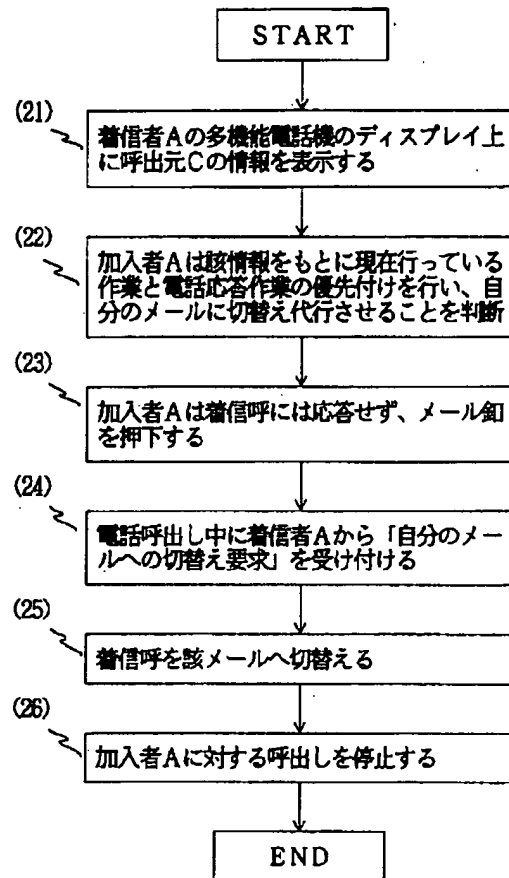 START
(21)
着信者Aの多機能電話機のディスプレイ上
に呼出元Cの情報を表示する
(22)
加入者Aは該情報をもとに現在行っている
作業と電話応答作業の優先付けを行い、自
分のメールに切替え代行させることを判断
(23)
加入者Aは着信呼には応答せず、メール釦
を押下する
(24)
電話呼出し中に着信者Aから「自分のメー
ルへの切替え要求」を受け付ける
(25)
着信呼を該メールへ切替える
(26)
加入者Aに対する呼出しを停止する
END